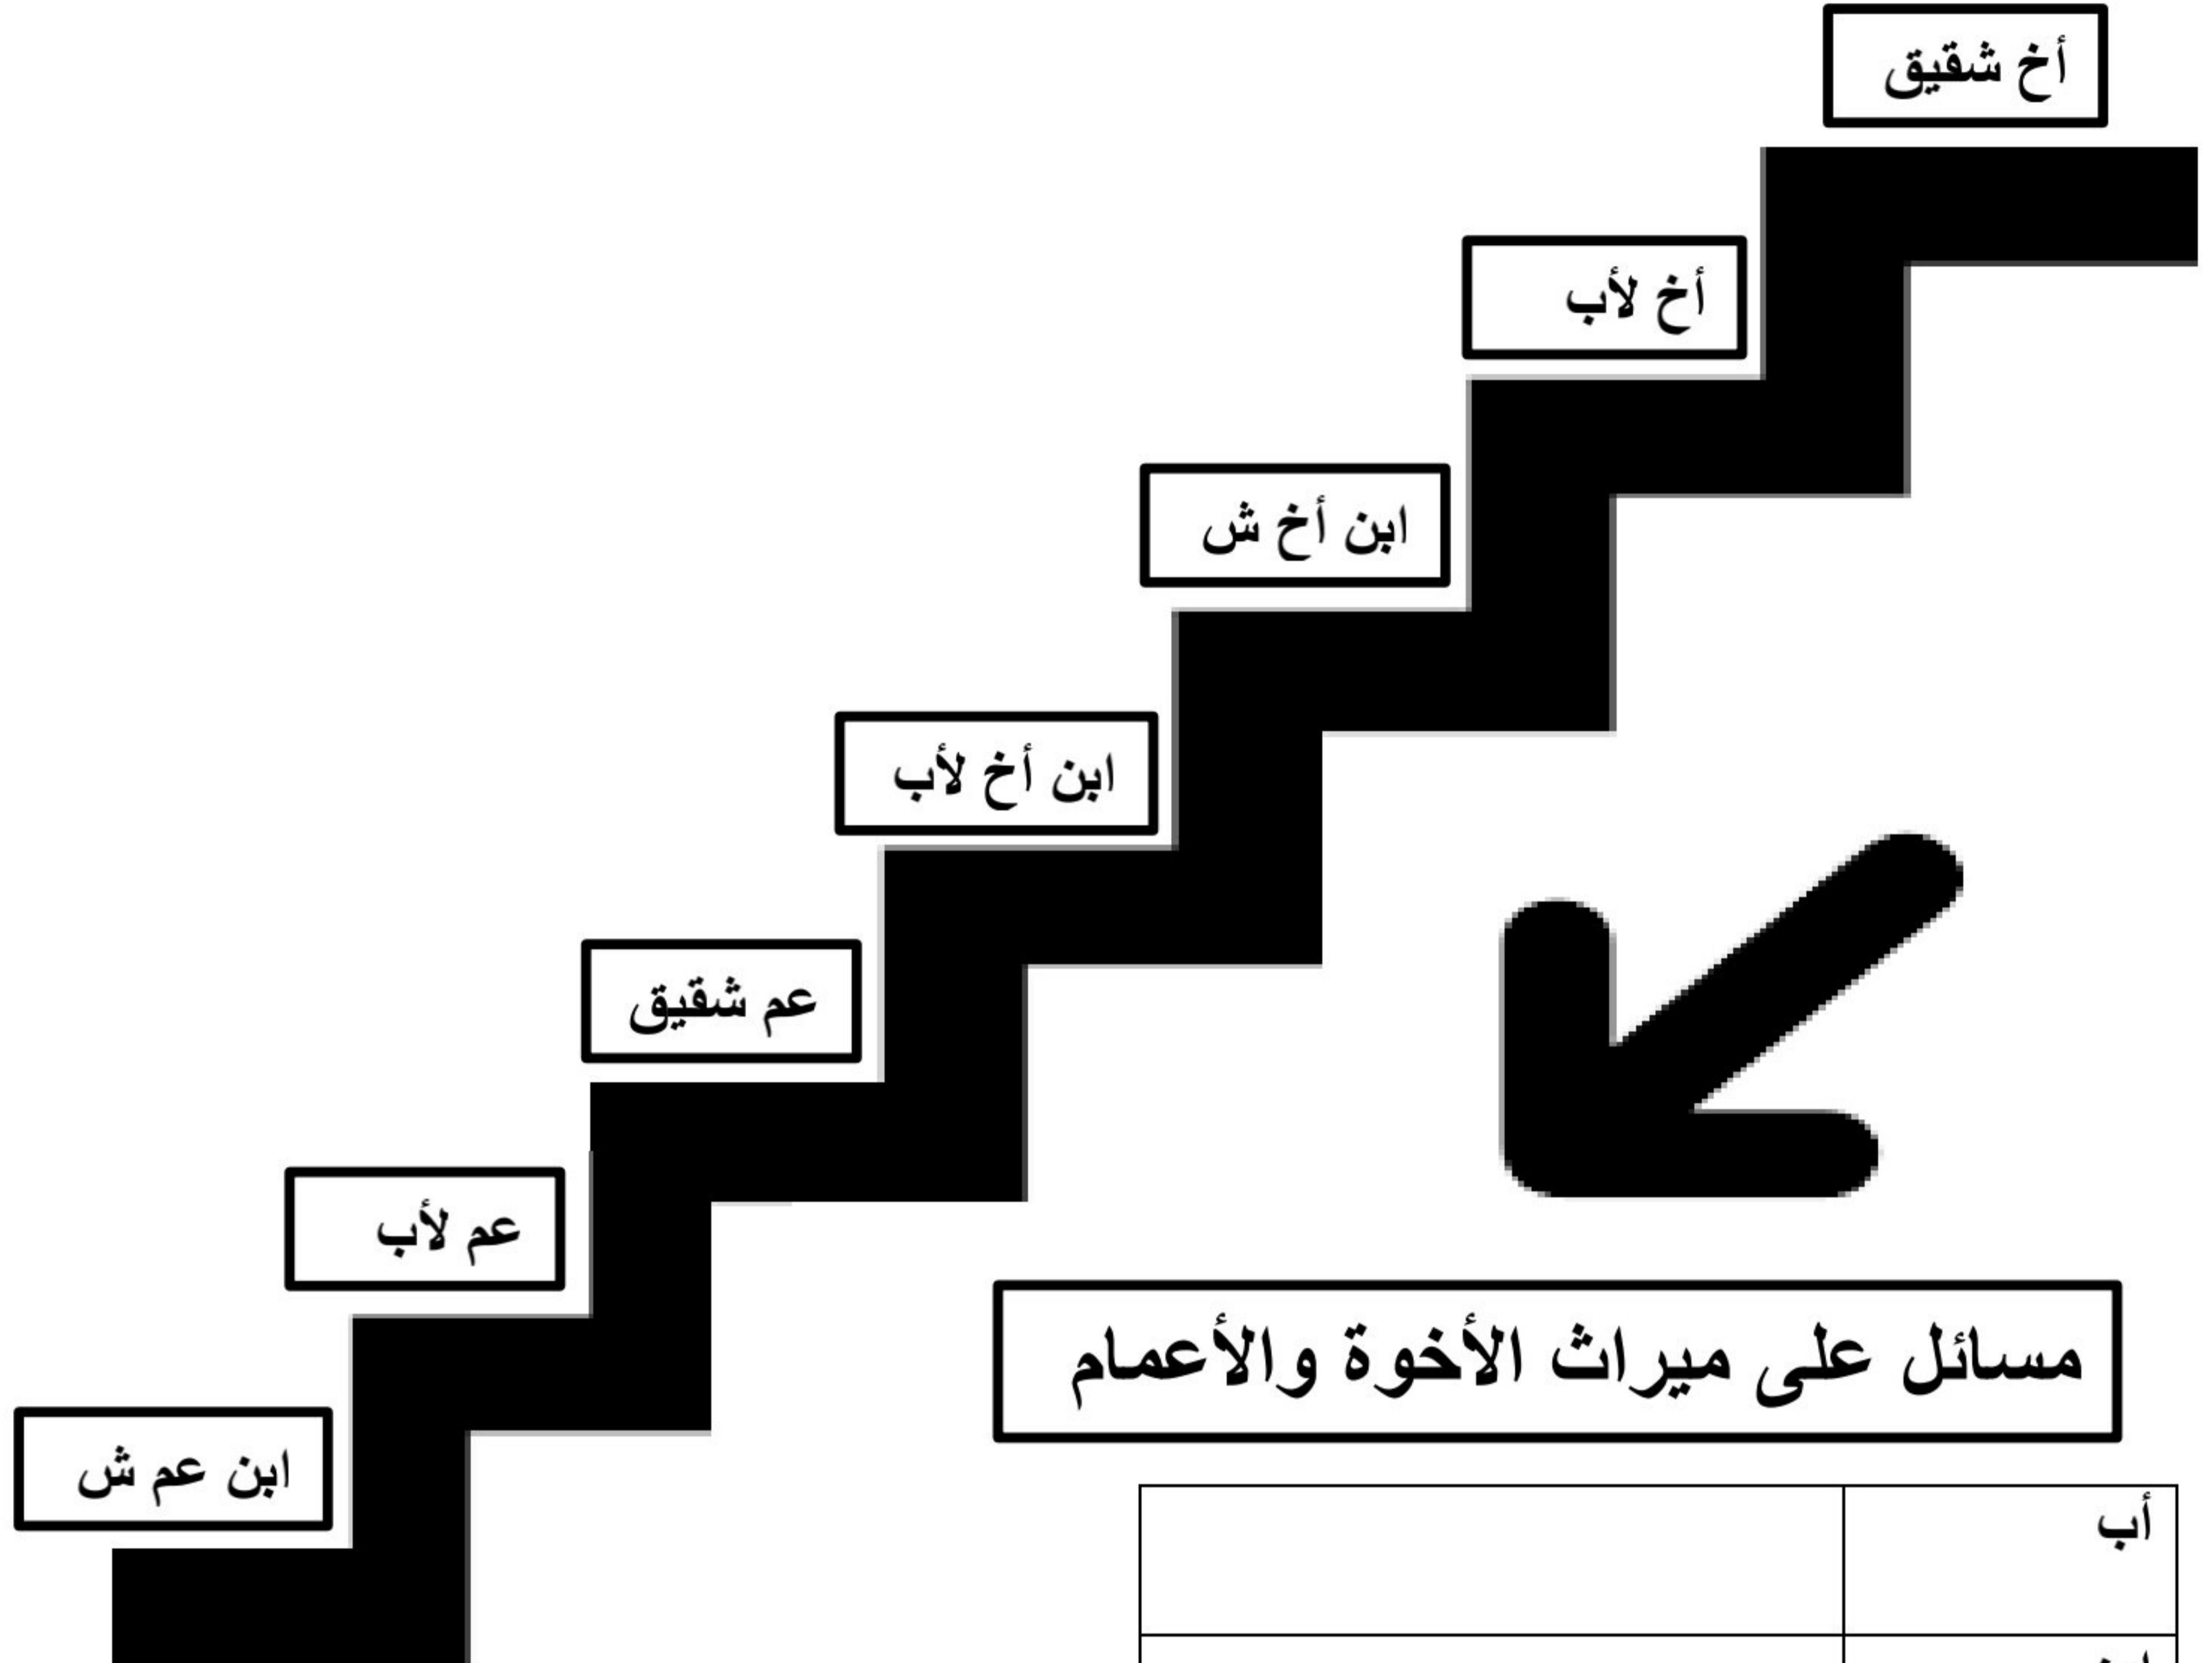 أخ شقيق
أخ لأب
ابن أخ ش
ابن أخ لأب
عم شقيق
عم لأب
ابن عم ش
مسائل على ميراث الأخوة والأعمام
أب